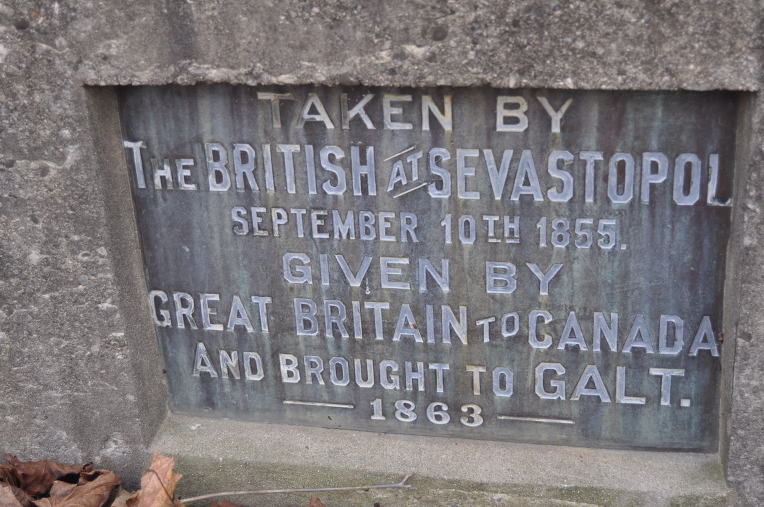 TAKEN BY
THE BRITISH AT SEVASTOPOL
SEPTEMBER 10TH 1855.
GIVEN BY
GREAT BRITAIN TO CANADA
AND BROUGHT TO GALT.
1863